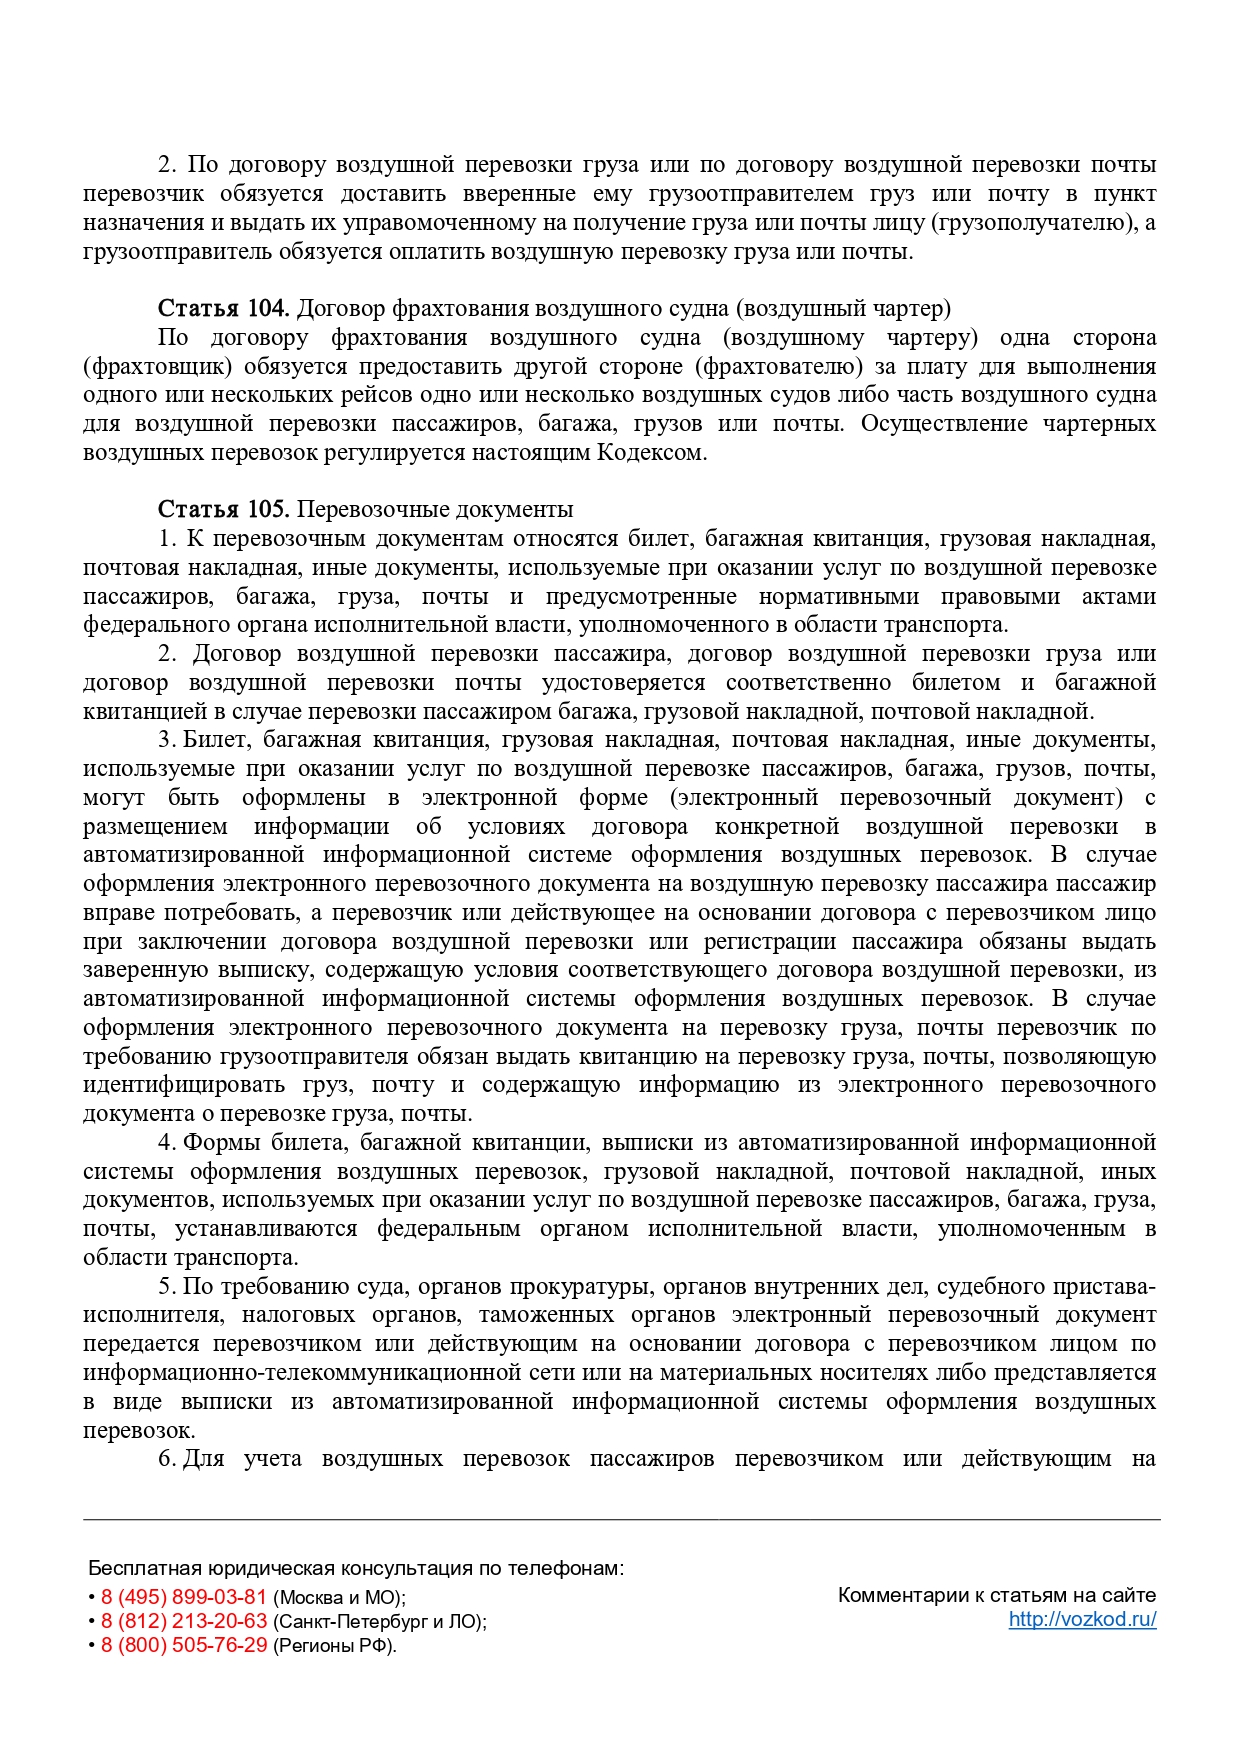 2. По договору воздушной перевозки груза или по договору воздушной перевозки почты
перевозчик обязуется доставить вверенные ему грузоотправителем груз или почту в пункт
назначения и выдать их управомоченному на получение груза или почты лицу (грузополучателю), а
грузоотправитель обязуется оплатить воздушную перевозку груза или почты.
Статья 104. Договор фрахтования воздушного судна (воздушный чартер)
По договору фрахтования воздушного судна (воздушному чартеру) одна сторона
(фрахтовщик) обязуется предоставить другой стороне (фрахтователю) за плату для выполнения
одного или нескольких рейсов одно или несколько воздушных судов либо часть воздушного судна
для воздушной перевозки пассажиров, багажа, грузов или почты. Осуществление чартерных
воздушных перевозок регулируется настоящим Кодексом.
Статья 105. Перевозочные документы
1. К перевозочным документам относятся билет, багажная квитанция, грузовая накладная,
почтовая накладная, иные документы, используемые при оказании услуг по воздушной перевозке
пассажиров, багажа, груза, почты и предусмотренные нормативными правовыми актами
федерального органа исполнительной власти, уполномоченного в области транспорта.
2. Договор воздушной перевозки пассажира, договор воздушной перевозки груза или
договор воздушной перевозки почты удостоверяется соответственно билетом и багажной
квитанцией в случае перевозки пассажиром багажа, грузовой накладной, почтовой накладной.
3. Билет, багажная квитанция, грузовая накладная, почтовая накладная, иные документы,
используемые при оказании услуг по воздушной перевозке пассажиров, багажа, грузов, почты,
могут быть оформлены в электронной форме (электронный перевозочный документ) с
размещением информации об условиях договора конкретной воздушной перевозки в
автоматизированной информационной системе оформления воздушных перевозок. В случае
оформления электронного перевозочного документа на воздушную перевозку пассажира пассажир
вправе потребовать, а перевозчик или действующее на основании договора с перевозчиком лицо
при заключении договора воздушной перевозки или регистрации пассажира обязаны выдать
заверенную выписку, содержащую условия соответствующего договора воздушной перевозки, из
автоматизированной информационной системы оформления воздушных перевозок. В случае
оформления электронного перевозочного документа на перевозку груза, почты перевозчик по
требованию грузоотправителя обязан выдать квитанцию на перевозку груза, почты, позволяющую
идентифицировать груз, почту и содержащую информацию из электронного перевозочного
документа о перевозке груза, почты.
4. Формы билета, багажной квитанции, выписки из автоматизированной информационной
системы оформления воздушных перевозок, грузовой накладной, почтовой накладной, иных
документов, используемых при оказании услуг по воздушной перевозке пассажиров, багажа, груза,
почты, устанавливаются федеральным органом исполнительной власти, уполномоченным в
области транспорта.
5. По требованию суда, органов прокуратуры, органов внутренних дел, судебного пристава-
исполнителя, налоговых органов, таможенных органов электронный перевозочный документ
передается перевозчиком или действующим на основании договора с перевозчиком лицом по
информационно-телекоммуникационной сети или на материальных носителях либо представляется
в виде выписки из автоматизированной информационной системы оформления воздушных
перевозок.
6. Для учета воздушных перевозок пассажиров перевозчиком или действующим на
Бесплатная юридическая консультация по телефонам:
• 8 (495) 899-03-81 (Москва и МО);
• 8 (812) 213-20-63 (Санкт-Петербург и ЛО);
• 8 (800) 505-76-29 (Регионы РФ).
Комментарии к статьям на сайте
http://vozkod.ru/